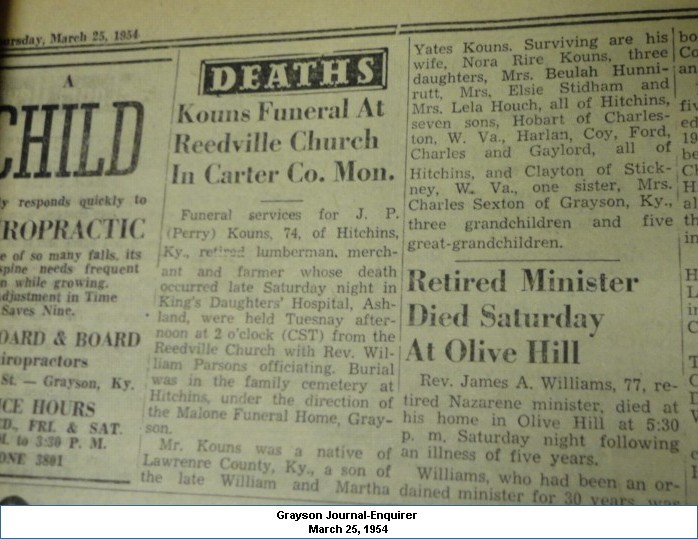 ursday, March 25, 1954
A
CHILD
ly responds quickly to
ROPRACTIC
e of so many falls, its
spine needs frequent
n while growing.
djustment in Time
Saves Nine.
OARD & BOARD
iropractors
St. — Grayson, Ky.
ICE HOURS
ED., FRI. & SAT.
M. to 3:30 P. M.
ONE 3801
DEATHS
Kouns Funeral At
Reedville Church
In Carter Co. Mon.
Funeral services for J. P.
(Perry) Kouns, 74, of Hitchins,
Ky., retired lumberman, merch-
ant and farmer whose death
occurred late Saturday night in
King's Daughters' Hospital, Ash-
land, were held Tuesnay after-
noon at 2 o'clock (CST) from the
Reedville Church with Rev. Wil-
liam Parsons officiating. Burial
was in the family cemetery at
Hitchins, under the direction of
the Malone Funeral Home, Gray-
son.
Mr. Kouns was a native of
Lawrenre County, Ky., a son of
the late William and Martha
Yates Kouns. Surviving are his
wife, Nora Rire Kouns, three
daughters, Mrs. Beulah Hunni-
rutt, Mrs, Elsie Stidham and
Mrs. Lela Houch, all of Hitchins,
seven sons, Hobart of Charles-
ton, W. Va., Harlan, Coy, Ford,
Charles and Gaylord, all of
Hitchins, and Clayton of Stick-
ney, W. Va., one sister, Mrs.
Charles Sexton of Grayson, Ky.,
three grandchildren and five
great-grandchildren.
Retired Minister
Died Saturday
At Olive Hill
Rev. James A. Williams, 77, re-
tired Nazarene minister, died at
his home in Olive Hill at 5:30
p. m. Saturday night following
an illness of five years.
Williams, who had been an or-
dained minister for 30 years, was
Grayson Journal-Enquirer
March 25, 1954